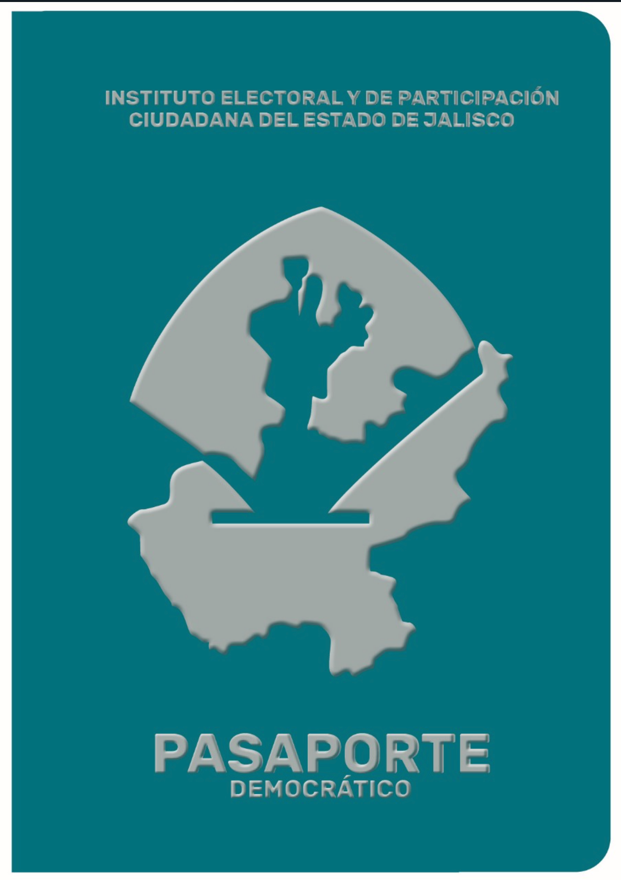 INSTITUTO ELECTORAL Y DE PARTICIPACIÓN
CIUDADANA DEL ESTADO DE JALISCO
PASAPORTE
DEMOCRÁTICO